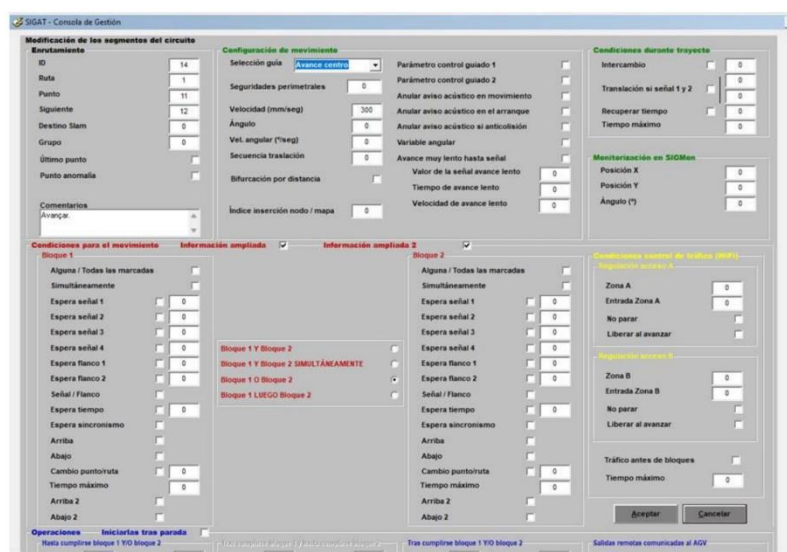 SIGAT - Consola de Gestión
Modificación de los segmentos del circuito
Enrutamiento
ID 14
Ruta 1
Punto 11
Siguiente 12
Destino Slam 0
Grupo 0
Último punto
Punto anomalía
Comentarios
Avançar.
Configuración de movimiento
Selección guía Avance centro
Seguridades perimetrales 0
Velocidad (mm/seg) 300
Ángulo 0
Vel. angular (º/seg) 0
Secuencia traslación 0
Bifurcación por distancia
Índice inserción nodo / mapa 0
Parámetro control guiado 1
Parámetro control guiado 2
Anular aviso acústico en movimiento
Anular aviso acústico en el arranque
Anular aviso acústico si anticolisión
Variable angular
Avance muy lento hasta señal
Valor de la señal avance lento 0
Tiempo de avance lento 0
Velocidad de avance lento 0
Condiciones durante trayecto
Intercambio 0
0
Translación si señal 1 y 2 0
Recuperar tiempo 0
Tiempo máximo 0
Monitorización en SIGMon
Posición X 0
Posición Y 0
Ángulo (º) 0
Condiciones para el movimiento Información ampliada Información ampliada 2
Bloque 1
Alguna / Todas las marcadas
Simultáneamente
Espera señal 1 0
Espera señal 2 0
Espera señal 3 0
Espera señal 4 0
Espera flanco 1 0
Espera flanco 2 0
Señal / Flanco
Espera tiempo 0
Espera sincronismo
Arriba
Abajo
Cambio punto/ruta 0
Tiempo máximo 0
Arriba 2
Abajo 2
Bloque 1 Y Bloque 2
Bloque 1 Y Bloque 2 SIMULTÁNEAMENTE
Bloque 1 O Bloque 2
Bloque 1 LUEGO Bloque 2
Bloque 2
Alguna / Todas las marcadas
Simultáneamente
Espera señal 1 0
Espera señal 2 0
Espera señal 3 0
Espera señal 4 0
Espera flanco 1 0
Espera flanco 2 0
Señal / Flanco
Espera tiempo 0
Espera sincronismo
Arriba
Abajo
Cambio punto/ruta 0
Tiempo máximo 0
Arriba 2
Abajo 2
Condiciones control de tráfico (WIFI)
Regulación acceso A
Zona A 0
Entrada Zona A 0
No parar
Liberar al avanzar
Regulación acceso B
Zona B 0
Entrada Zona B 0
No parar
Liberar al avanzar
Tráfico antes de bloques
Tiempo máximo 0
Aceptar Cancelar
Operaciones Iniciarlas tras parada
Hasta cumplirse bloque 1 Y/O bloque 2
Tras cumplirse bloque 1 y hasta cumplirse bloque 2
Tras cumplirse bloque 1 Y/O bloque 2
Salidas remotas comunicadas al AGV